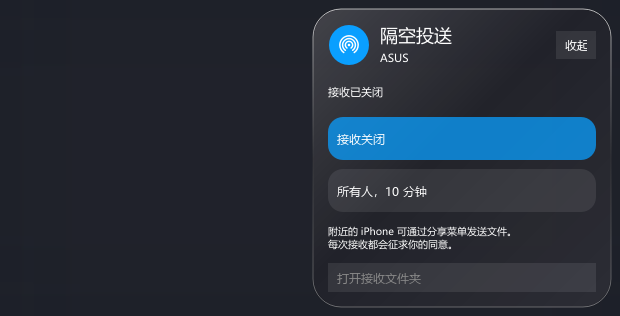 隔空投送
ASUS
收起
接收已关闭
接收关闭
所有人，10 分钟
附近的 iPhone 可通过分享菜单发送文件。
每次接收都会征求你的同意。
打开接收文件夹